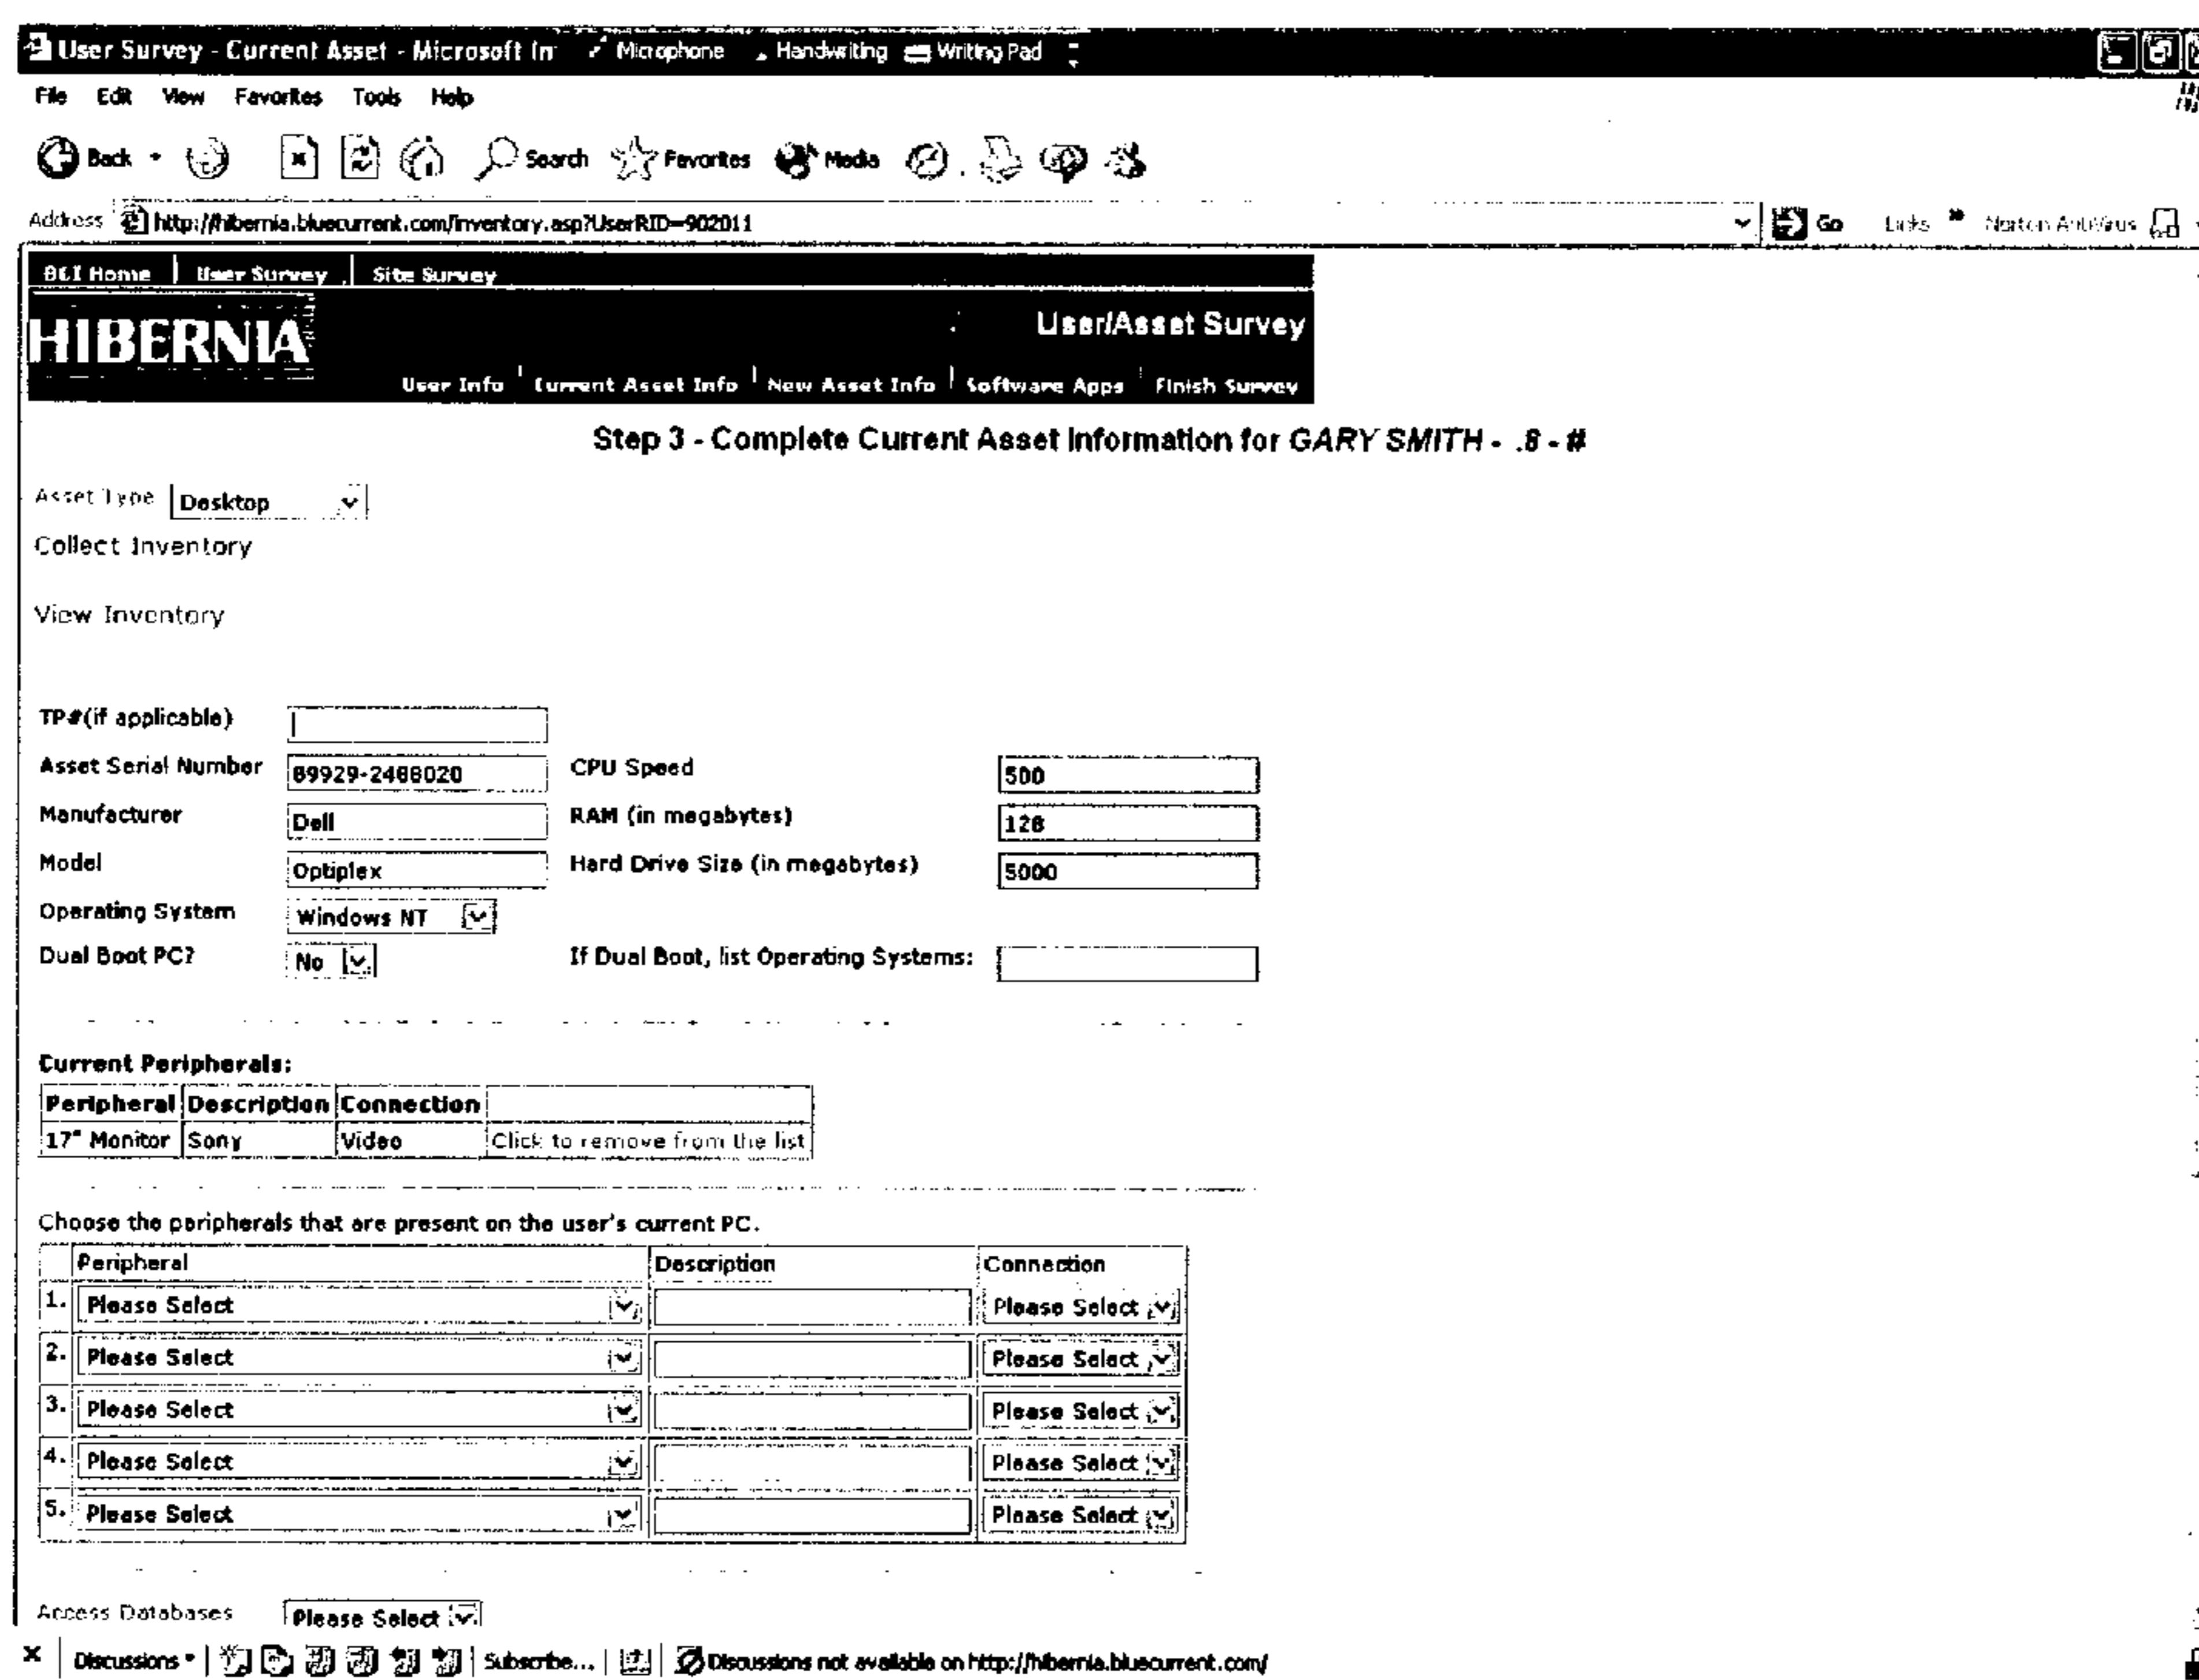 User Survey - Current Asset - Microsoft In Microphone Handwriting Writing Pad
File Edit View Favorites Tools Help
Back Search Favorites Media
Address http://hibernia.bluecurrent.com/inventory.asp?UserRID=902011 Go Links » Norton AntiVirus
BCI Home | User Survey | Site Survey
HIBERNIA
User/Asset Survey
User Info | Current Asset Info | New Asset Info | Software Apps | Finish Survey
Step 3 - Complete Current Asset Information for GARY SMITH - .8 - #
Asset Type Desktop
Collect Inventory
View Inventory
TP#(if applicable)
Asset Serial Number 89929-2488020 CPU Speed 500
Manufacturer Dell RAM (in megabytes) 128
Model Optiplex Hard Drive Size (in megabytes) 5000
Operating System Windows NT
Dual Boot PC? No If Dual Boot, list Operating Systems:
Current Peripherals:
Peripheral Description Connection
17" Monitor Sony Video Click to remove from the list
Choose the peripherals that are present on the user's current PC.
Peripheral Description Connection
1. Please Select Please Select
2. Please Select Please Select
3. Please Select Please Select
4. Please Select Please Select
5. Please Select Please Select
Access Databases Please Select
Discussions Subscribe... Discussions not available on http://hibernia.bluecurrent.com/